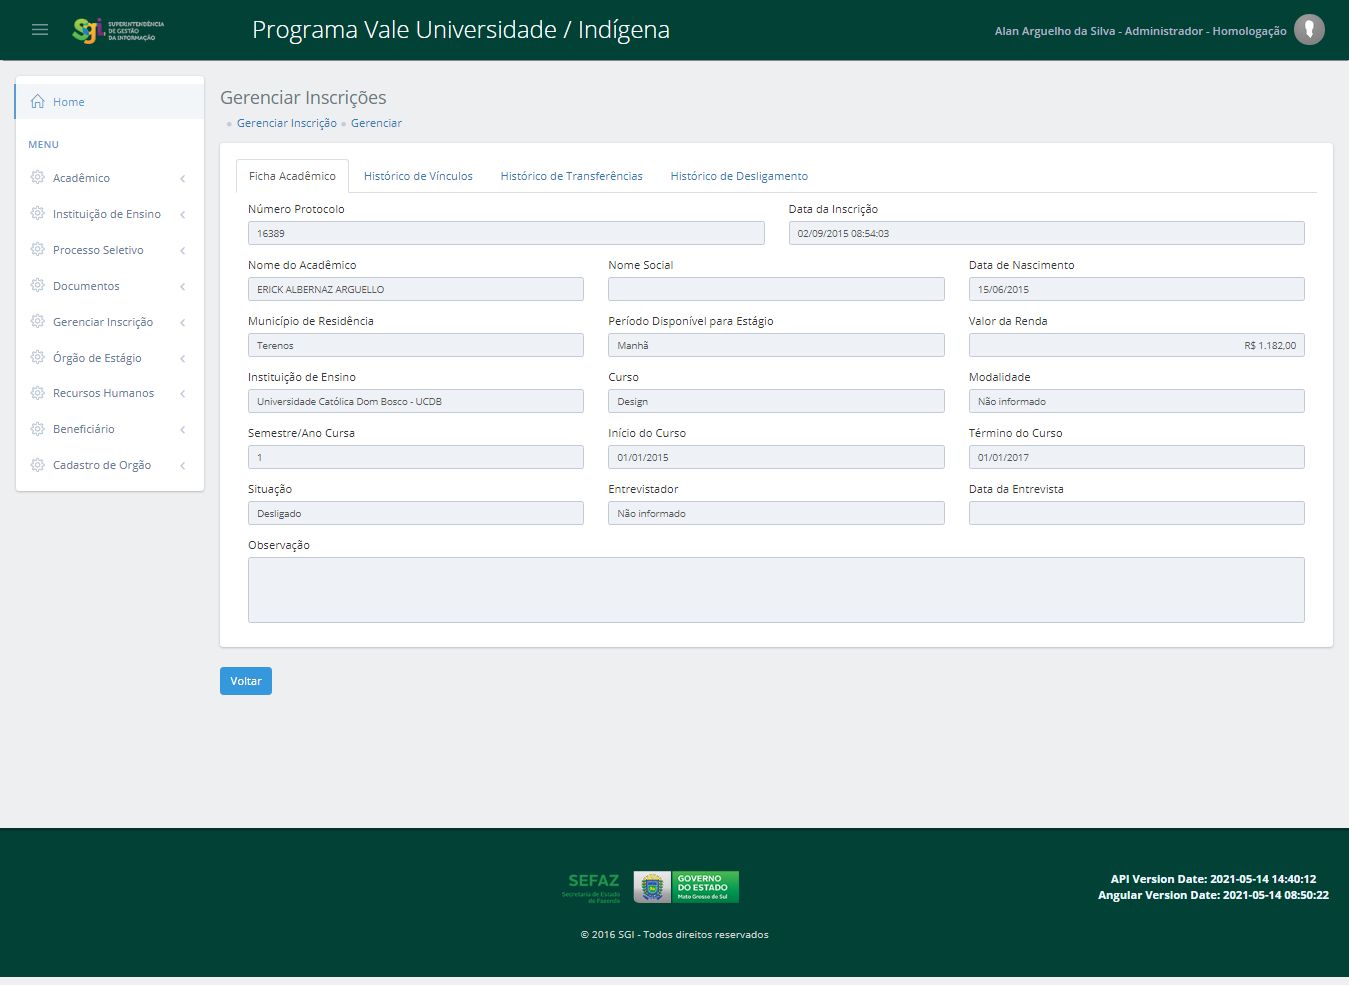 SUPERINTENDÊNCIA
DE GESTÃO
DA INFORMAÇÃO
Programa Vale Universidade / Indígena
Alan Arguelho da Silva - Administrador - Homologação
Home
MENU
Acadêmico
Instituição de Ensino
Processo Seletivo
Documentos
Gerenciar Inscrição
Órgão de Estágio
Recursos Humanos
Beneficiário
Cadastro de Orgão
Gerenciar Inscrições
Gerenciar Inscrição Gerenciar
Ficha Acadêmico Histórico de Vínculos Histórico de Transferências Histórico de Desligamento
Número Protocolo Data da Inscrição
16389 02/09/2015 08:54:03
Nome do Acadêmico Nome Social Data de Nascimento
ERICK ALBERNAZ ARGUELLO 15/06/2015
Município de Residência Período Disponível para Estágio Valor da Renda
Terenos Manhã R$ 1.182,00
Instituição de Ensino Curso Modalidade
Universidade Católica Dom Bosco - UCDB Design Não informado
Semestre/Ano Cursa Início do Curso Término do Curso
1 01/01/2015 01/01/2017
Situação Entrevistador Data da Entrevista
Desligado Não informado
Observação
Voltar
SEFAZ
Secretaria de Estado
de Fazenda
GOVERNO
DO ESTADO
Mato Grosso do Sul
API Version Date: 2021-05-14 14:40:12
Angular Version Date: 2021-05-14 08:50:22
© 2016 SGI - Todos direitos reservados